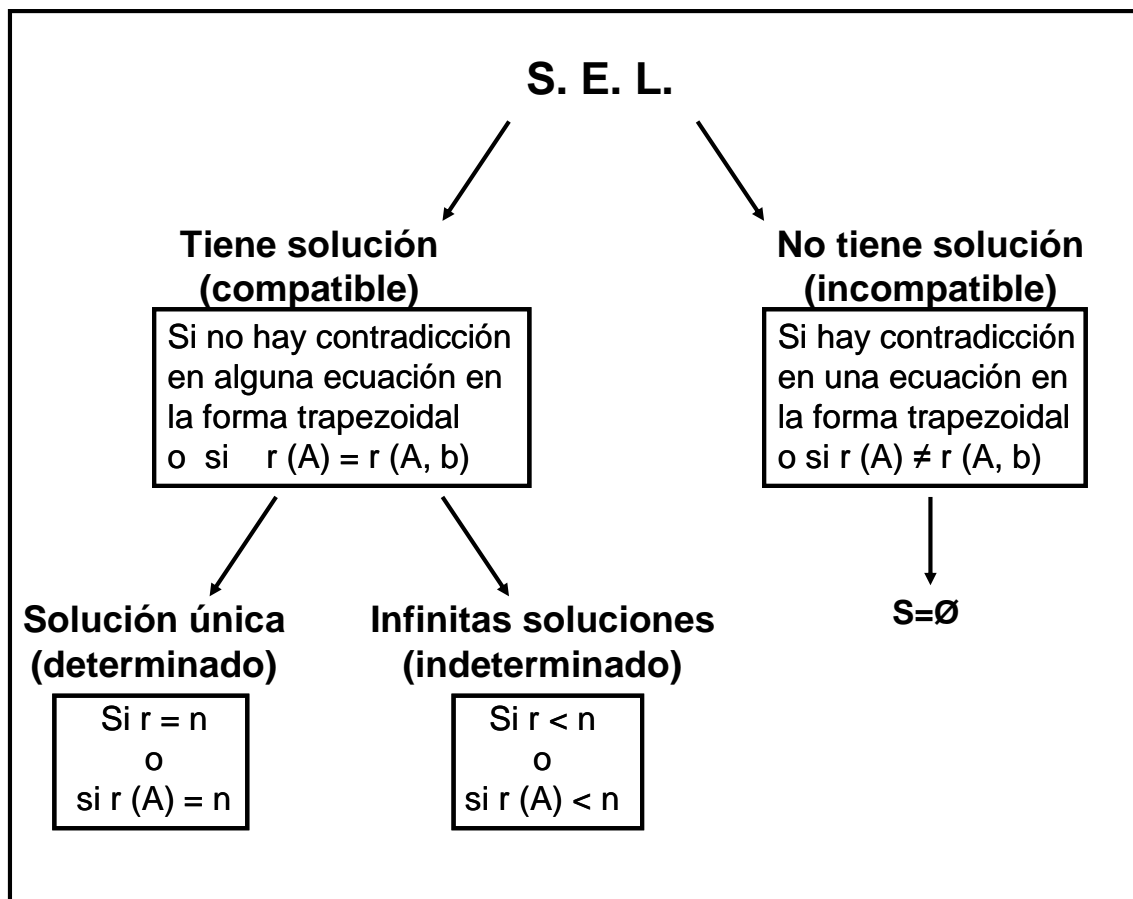 S. E. L.
Tiene solución
(compatible)
Si no hay contradicción
en alguna ecuación en
la forma trapezoidal
o si r (A) = r (A, b)
No tiene solución
(incompatible)
Si hay contradicción
en una ecuación en
la forma trapezoidal
o si r (A) ≠ r (A, b)
Solución única
(determinado)
Si r = n
o
si r (A) = n
Infinitas soluciones
(indeterminado)
Si r < n
o
si r (A) < n
S=Ø